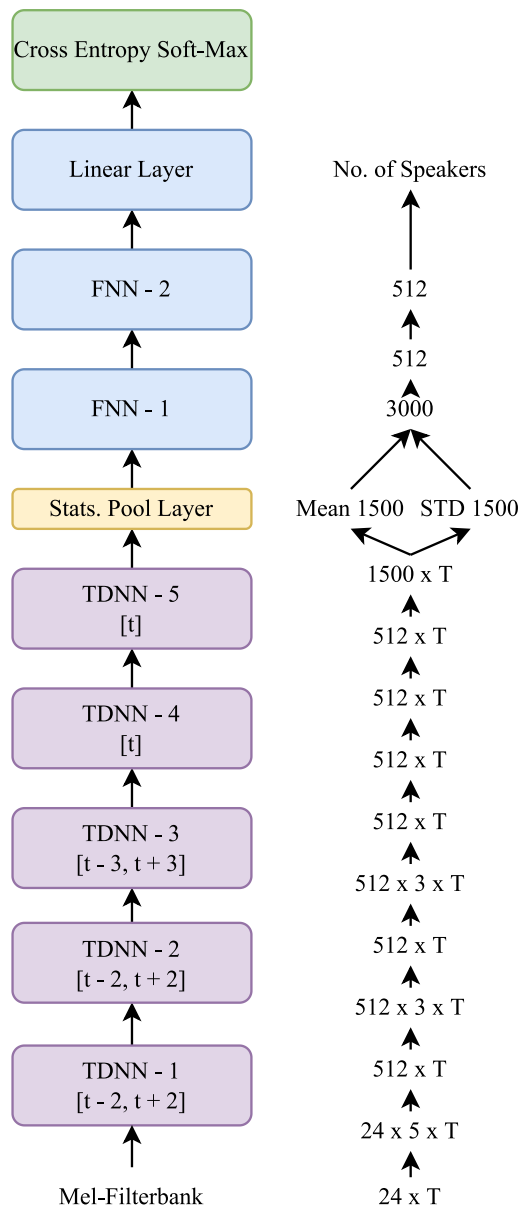 Cross Entropy Soft-Max
Linear Layer
No. of Speakers
FNN - 2
512
FNN - 1
512
3000
Stats. Pool Layer
Mean 1500
STD 1500
TDNN - 5
[t]
1500 x T
512 x T
TDNN - 4
[t]
512 x T
512 x T
TDNN - 3
[t - 3, t + 3]
512 x T
512 x 3 x T
TDNN - 2
[t - 2, t + 2]
512 x T
512 x 3 x T
TDNN - 1
[t - 2, t + 2]
512 x T
24 x 5 x T
Mel-Filterbank
24 x T